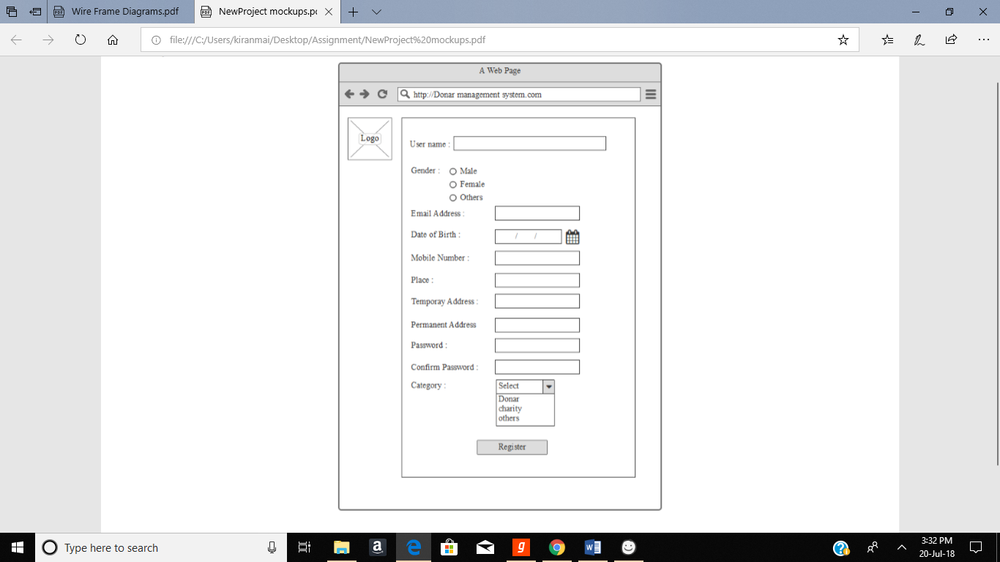 Wire Frame Diagrams.pdf
NewProject mockups.p
file:///C:/Users/kiranmai/Desktop/Assignment/NewProject%20mockups.pdf
A Web Page
http://Donar management system.com
Logo
User name :
Gender :
Male
Female
Others
Email Address :
Date of Birth :
/ /
Mobile Number :
Place :
Temporay Address :
Permanent Address
Password :
Confirm Password :
Category :
Select
Donar
charity
others
Register
Type here to search
3:32 PM
20-Jul-18